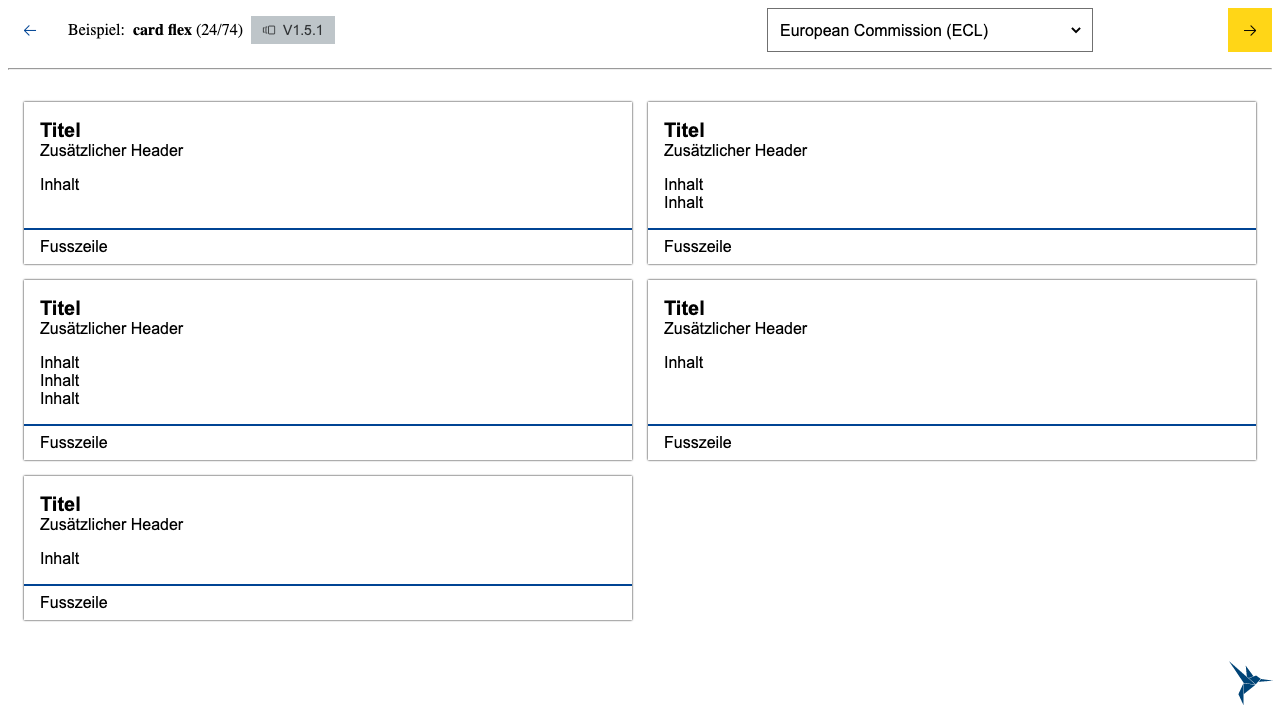 Beispiel: card flex (24/74) V1.5.1 European Commission (ECL)
Titel
Zusätzlicher Header
Inhalt
Fusszeile
Titel
Zusätzlicher Header
Inhalt
Inhalt
Fusszeile
Titel
Zusätzlicher Header
Inhalt
Inhalt
Inhalt
Fusszeile
Titel
Zusätzlicher Header
Inhalt
Fusszeile
Titel
Zusätzlicher Header
Inhalt
Fusszeile